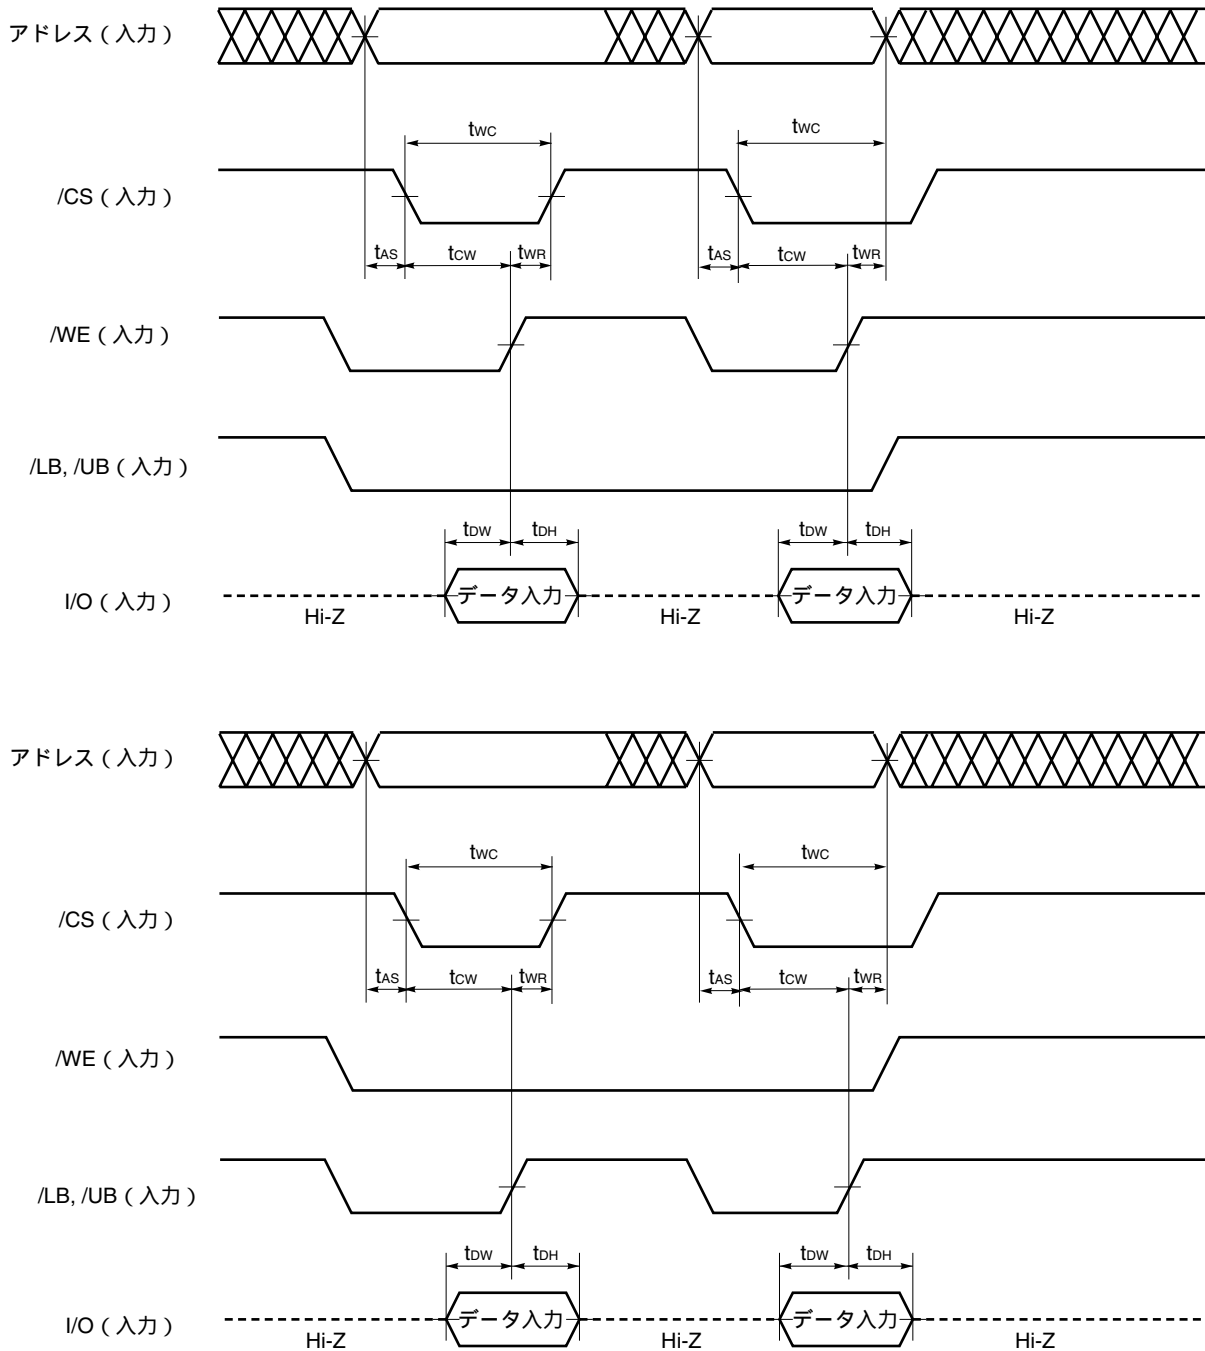 アドレス（入力）
tWC tWC
/CS（入力）
tAS tCW tWR tAS tCW tWR
/WE（入力）
/LB, /UB（入力）
tDW tDH tDW tDH
I/O（入力） データ入力 データ入力
Hi-Z Hi-Z Hi-Z
アドレス（入力）
tWC tWC
/CS（入力）
tAS tCW tWR tAS tCW tWR
/WE（入力）
/LB, /UB（入力）
tDW tDH tDW tDH
I/O（入力） データ入力 データ入力
Hi-Z Hi-Z Hi-Z